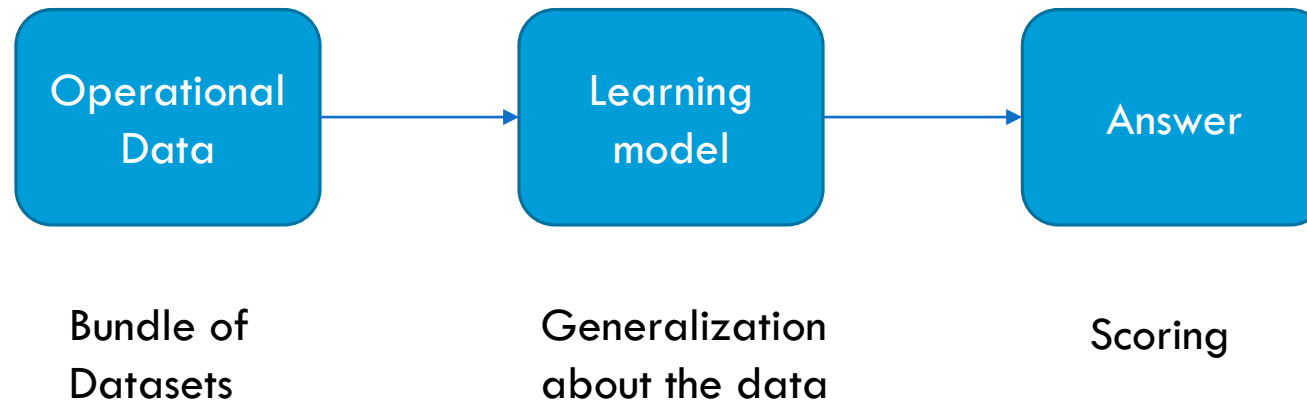 Operational
Data
Learning
model
Answer
Bundle of
Datasets
Generalization
about the data
Scoring